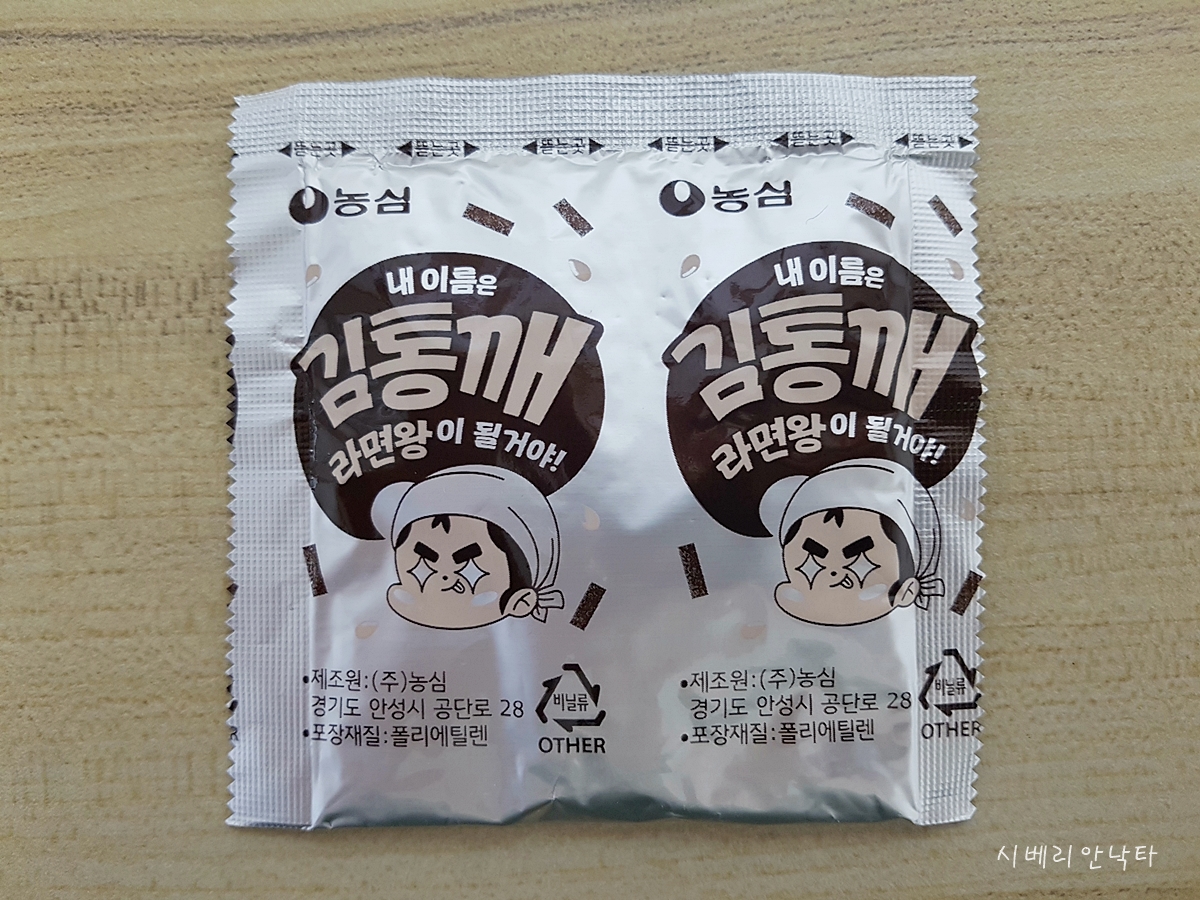 뜯는곳 뜯는곳 뜯는곳 뜯는곳 뜯는곳 뜯는곳
농심
내 이름은
김통깨
라면왕이 될거야!
•제조원:(주)농심
경기도 안성시 공단로 28
•포장재질:폴리에틸렌
비닐류
OTHER
농심
내 이름은
김통깨
라면왕이 될거야!
•제조원:(주)농심
경기도 안성시 공단로 28
•포장재질:폴리에틸렌
비닐류
OTHER
시베리안낙타